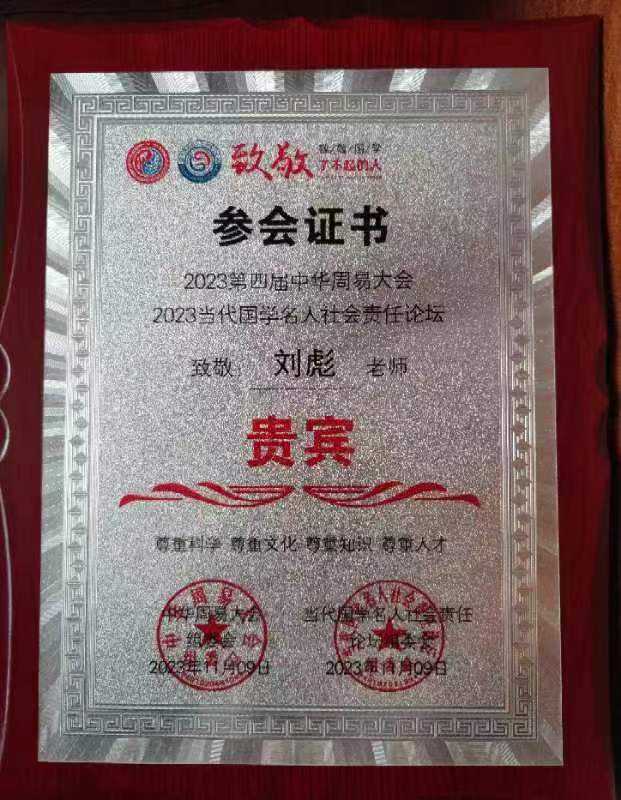 致敬
致/敬/国/学
了不起的人
参会证书
2023第四届中华周易大会
2023当代国学名人社会责任论坛
致敬 刘彪 老师
贵宾
尊重科学 尊重文化 尊重知识 尊重人才
中华周易大会 当代国学名人社会责任
组委会 论坛组委会
2023年11月09日 2023年11月09日